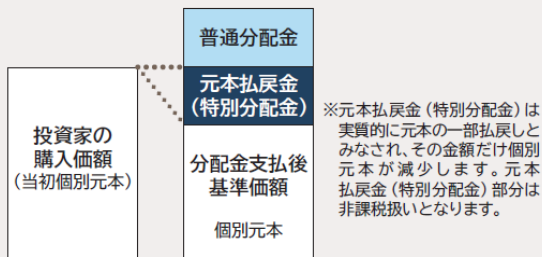 普通分配金
元本払戻金
(特別分配金)
投資家の
購入価額
(当初個別元本)
分配金支払後
基準価額
個別元本
※元本払戻金(特別分配金)は
実質的に元本の一部払戻しと
みなされ、その金額だけ個別
元本が減少します。元本
払戻金(特別分配金)部分は
非課税扱いとなります。